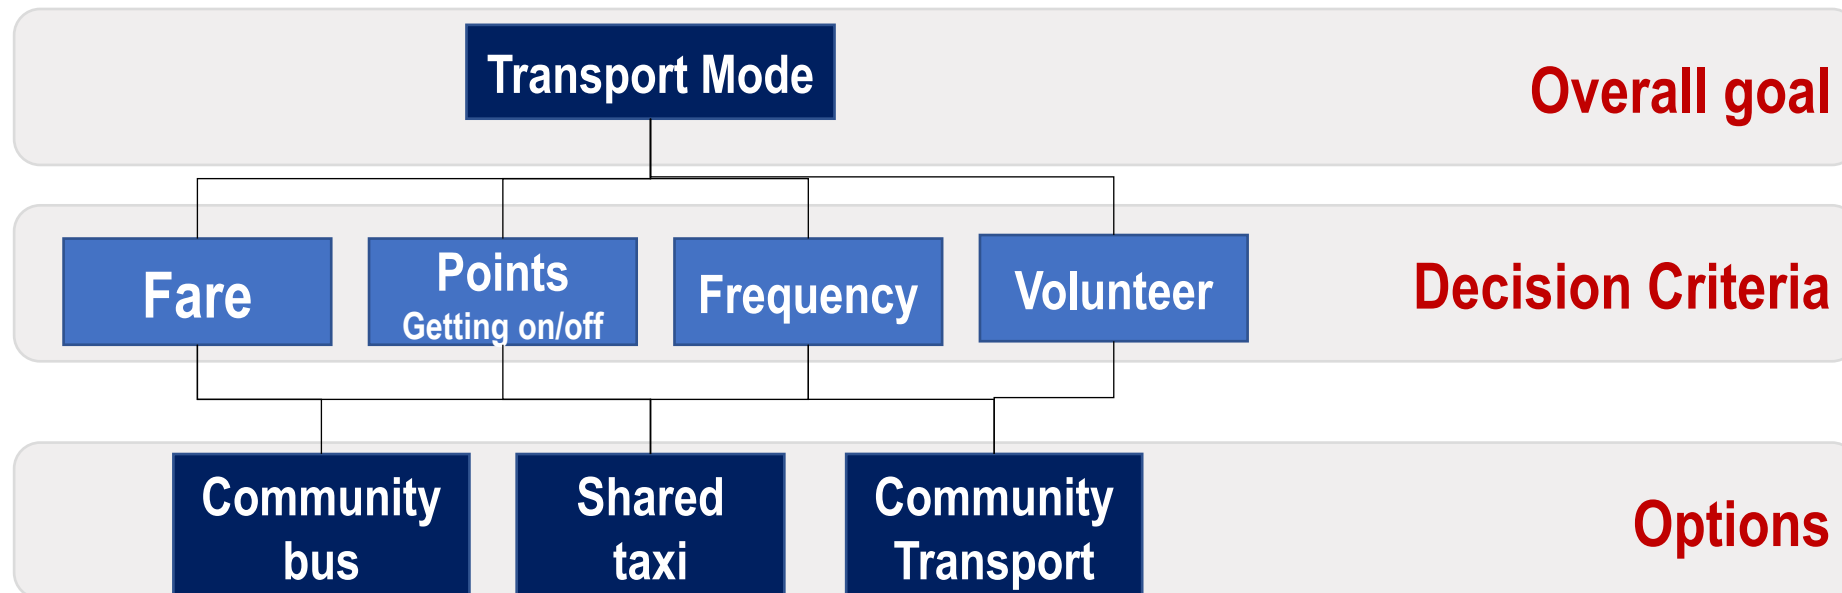 Transport Mode
Overall goal
Fare
Points
Getting on/off
Frequency
Volunteer
Decision Criteria
Community
bus
Shared
taxi
Community
Transport
Options